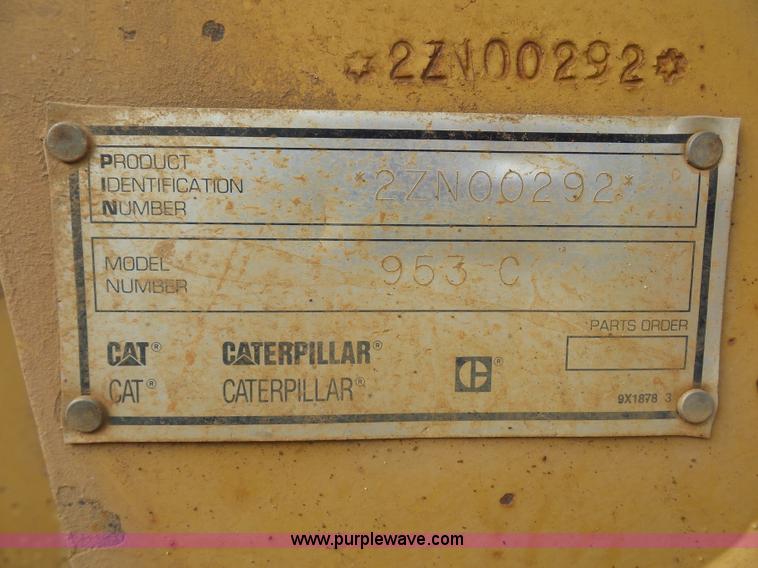 *2ZN00292*
PRODUCT
IDENTIFICATION
NUMBER
*2ZN00292*
MODEL
NUMBER
953 C
PARTS ORDER
CAT® CATERPILLAR®
CAT® CATERPILLAR®
C
9X1878 3
www.purplewave.com